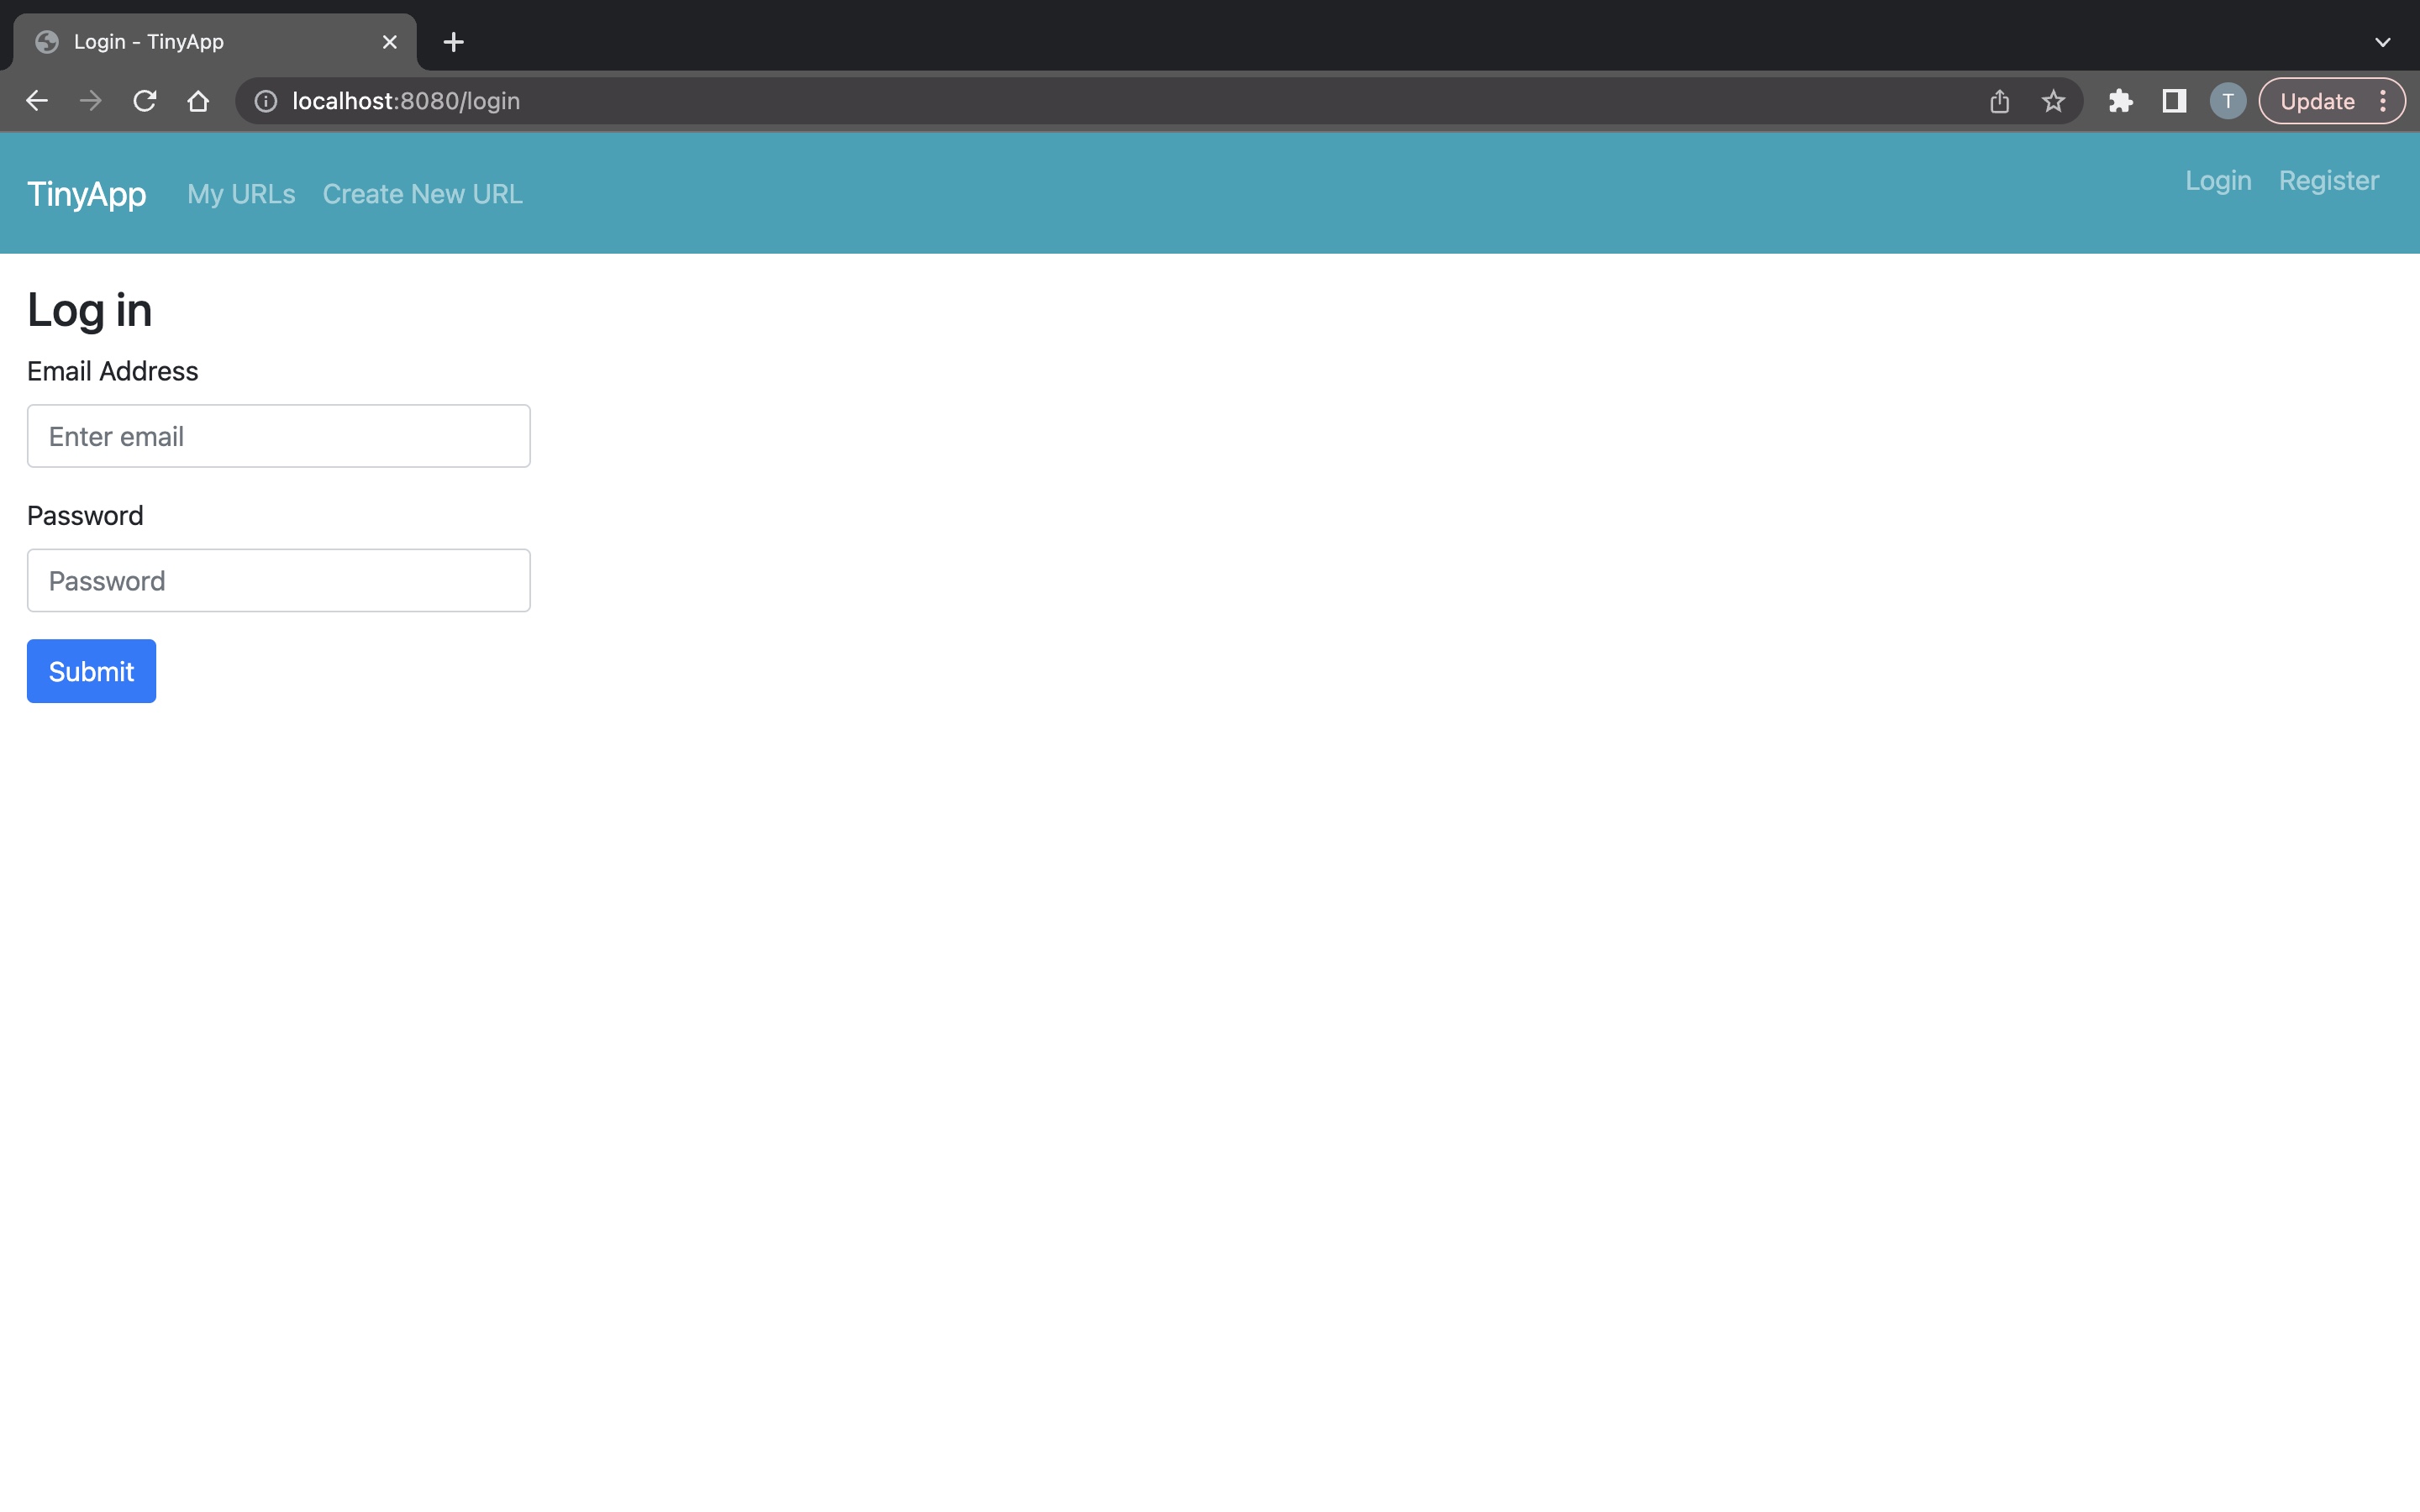 Login - TinyApp
localhost:8080/login
T
Update
TinyApp My URLs Create New URL Login Register
Log in
Email Address
Enter email
Password
Password
Submit